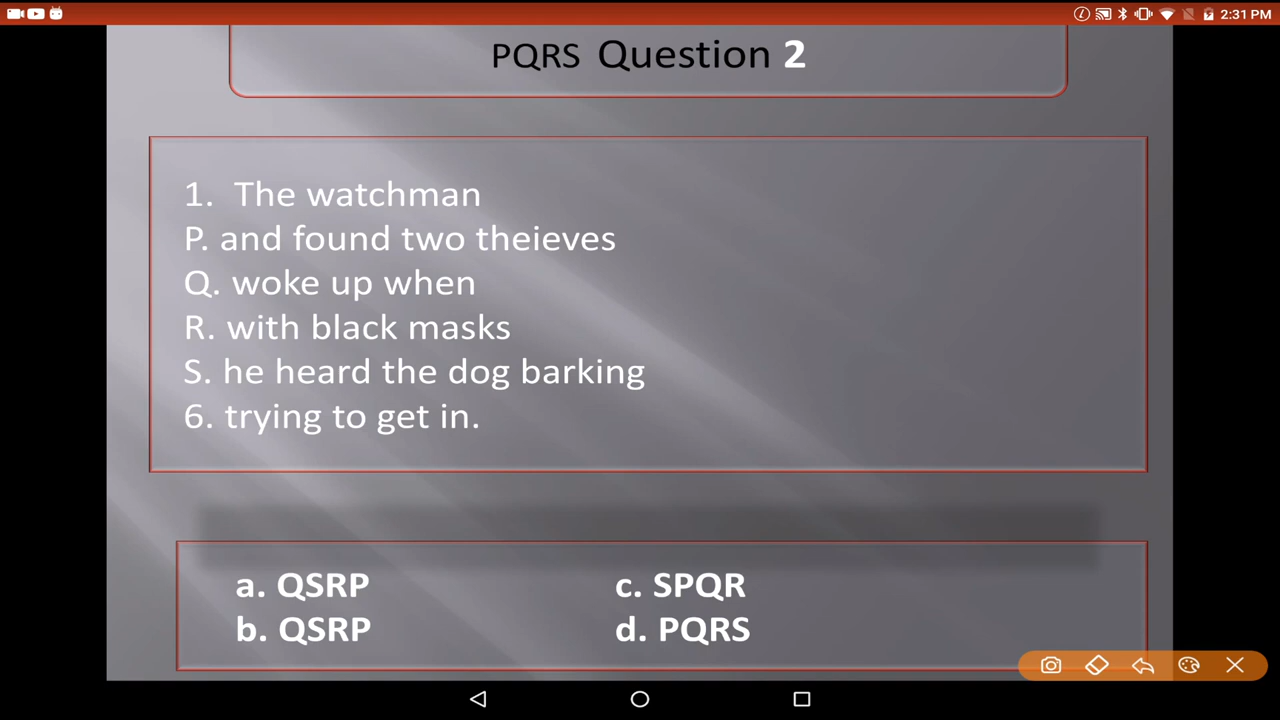 2:31 PM
PQRS Question 2
1. The watchman
P. and found two theieves
Q. woke up when
R. with black masks
S. he heard the dog barking
6. trying to get in.
a. QSRP
c. SPQR
b. QSRP
d. PQRS